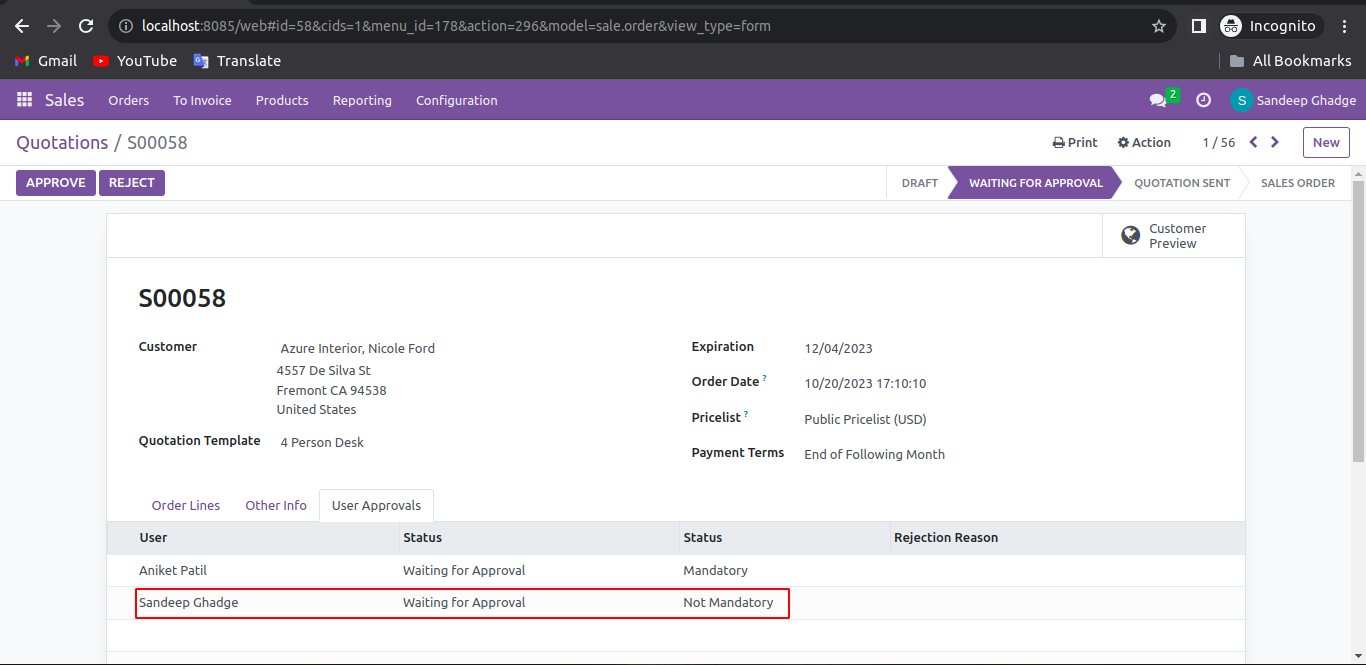 localhost:8085/web#id=58&cids=1&menu_id=178&action=296&model=sale.order&view_type=form
Incognito
Gmail YouTube Translate All Bookmarks
Sales Orders To Invoice Products Reporting Configuration 2 S Sandeep Ghadge
Quotations / S00058 Print Action 1 / 56 New
APPROVE REJECT DRAFT WAITING FOR APPROVAL QUOTATION SENT SALES ORDER
Customer
Preview
S00058
Customer Azure Interior, Nicole Ford
4557 De Silva St
Fremont CA 94538
United States
Quotation Template 4 Person Desk
Expiration 12/04/2023
Order Date ? 10/20/2023 17:10:10
Pricelist ? Public Pricelist (USD)
Payment Terms End of Following Month
Order Lines Other Info User Approvals
User Status Status Rejection Reason
Aniket Patil Waiting for Approval Mandatory
Sandeep Ghadge Waiting for Approval Not Mandatory